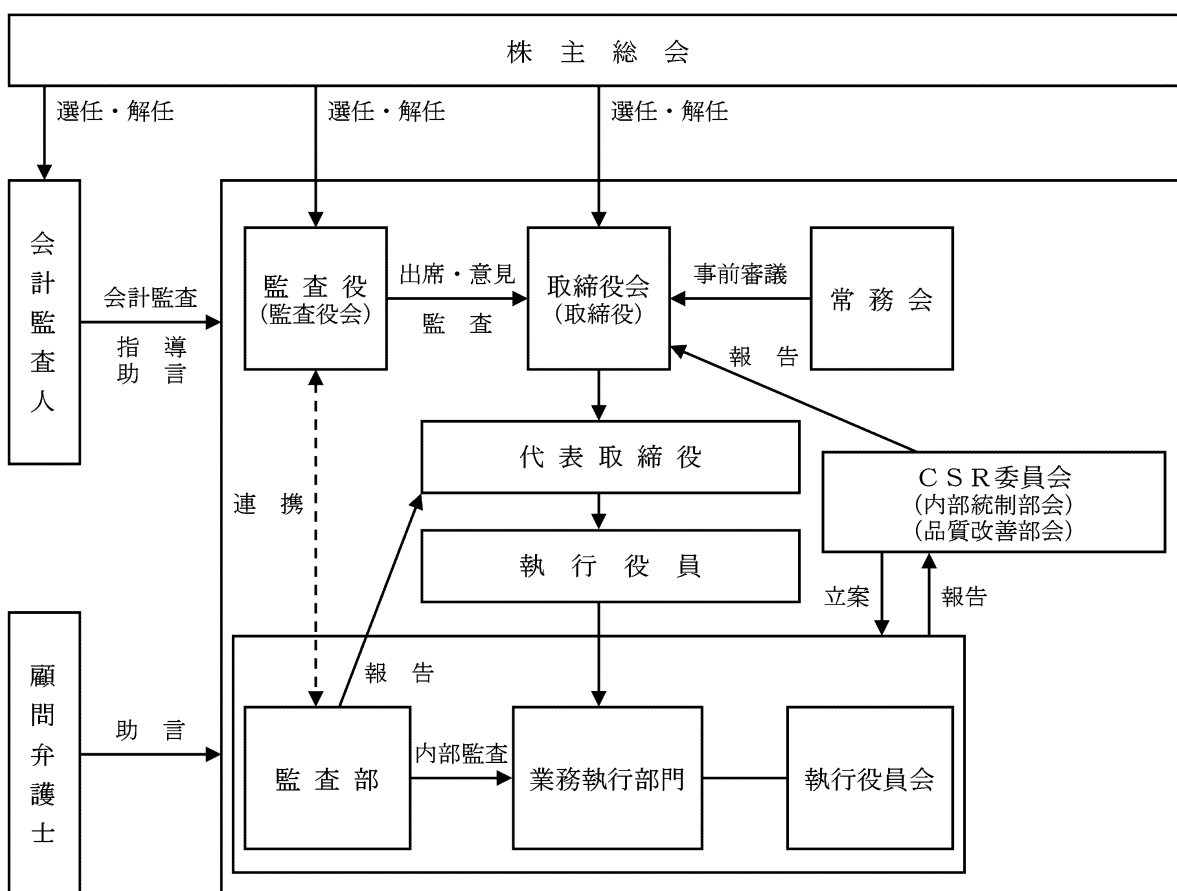 株主総会
選任・解任
選任・解任
選任・解任
会計監査人
会計監査
指導
助言
監査役
(監査役会)
出席・意見
監査
取締役会
(取締役)
事前審議
常務会
報告
代表取締役
CSR委員会
(内部統制部会)
(品質改善部会)
連携
執行役員
立案
報告
顧問弁護士
助言
報告
監査部
内部監査
業務執行部門
執行役員会